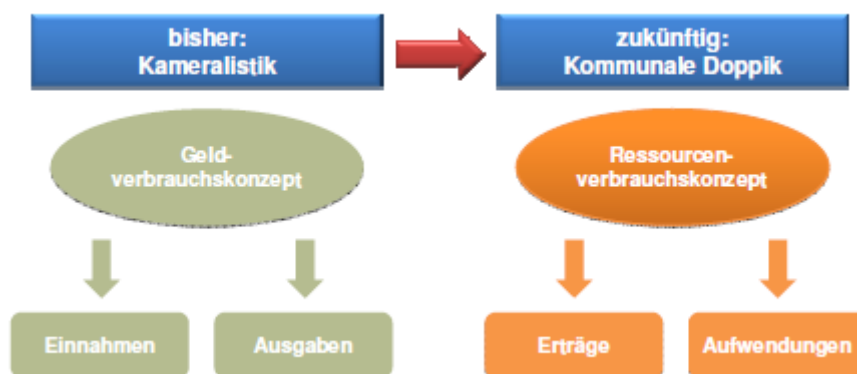 bisher:
Kameralistik
zukünftig:
Kommunale Doppik
Geld-
verbrauchskonzept
Ressourcen-
verbrauchskonzept
Einnahmen
Ausgaben
Erträge
Aufwendungen